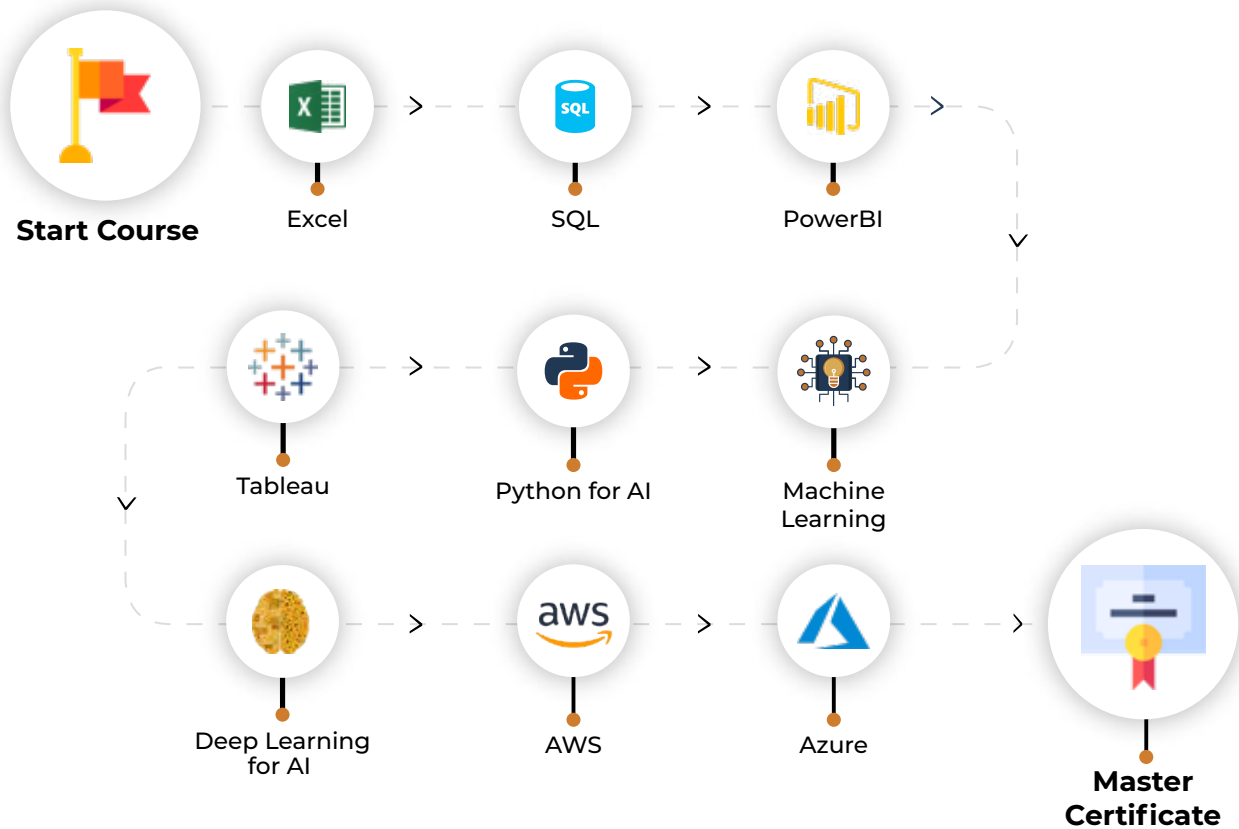 X
SQL
Start Course
Excel
SQL
PowerBI
Tableau
Python for AI
Machine
Learning
aws
Deep Learning
for AI
AWS
Azure
Master
Certificate